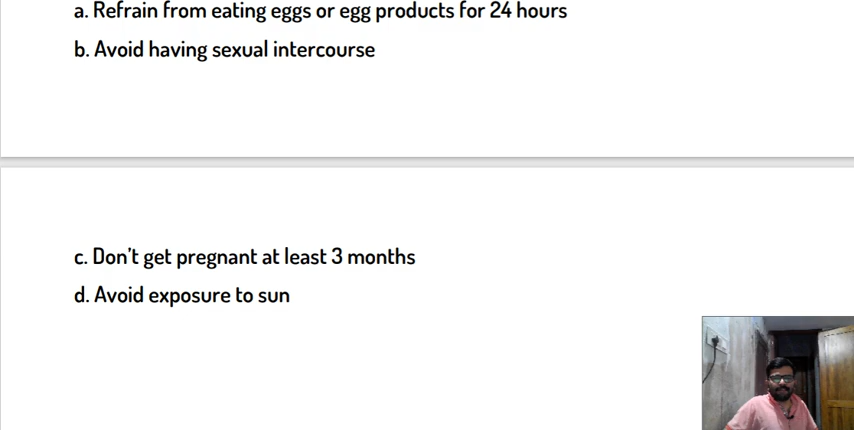 a. Refrain from eating eggs or egg products for 24 hours
b. Avoid having sexual intercourse
c. Don't get pregnant at least 3 months
d. Avoid exposure to sun